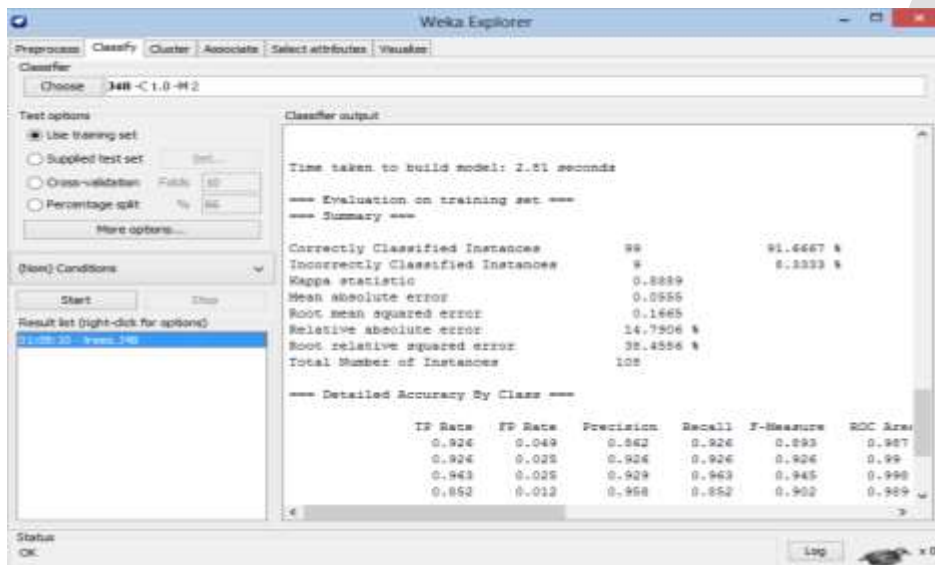 Weka Explorer
Preprocess Classify Cluster Associate Select attributes Visualize
Classifier
Choose J48 -C 1.0 -M 2
Test options
Use training set
Supplied test set Set...
Cross-validation Folds 10
Percentage split % 66
More options...
(Nom) Conditions
Start Stop
Result list (right-click for options)
trees.J48
Classifier output
Time taken to build model: 2.51 seconds
=== Evaluation on training set ===
=== Summary ===
Correctly Classified Instances 99 91.6667 %
Incorrectly Classified Instances 9 8.3333 %
Kappa statistic 0.8889
Mean absolute error 0.0555
Root mean squared error 0.1665
Relative absolute error 14.7906 %
Root relative squared error 38.4556 %
Total Number of Instances 108
=== Detailed Accuracy By Class ===
TP Rate FP Rate Precision Recall F-Measure ROC Area
0.926 0.049 0.862 0.926 0.893 0.987
0.926 0.025 0.926 0.926 0.926 0.99
0.963 0.025 0.929 0.963 0.945 0.990
0.852 0.012 0.958 0.852 0.902 0.989
Status
OK
Log
x 0